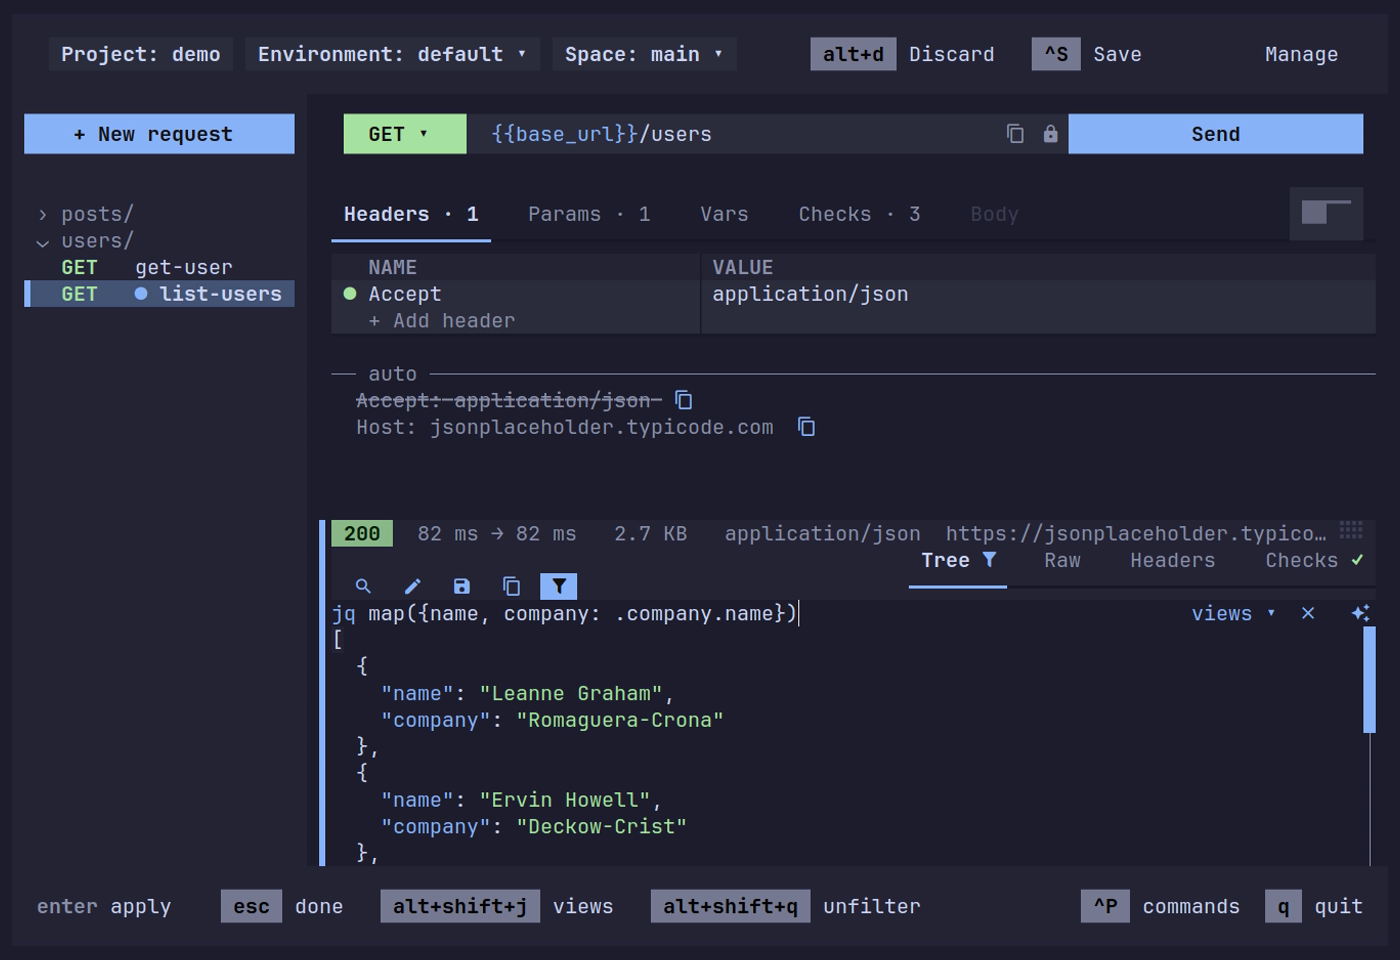 Project: demo Environment: default ▾ Space: main ▾ alt+d Discard ^S Save Manage
+ New request GET ▾ {{base_url}}/users Send
› posts/ Headers · 1 Params · 1 Vars Checks · 3 Body
users/
GET get-user NAME VALUE
GET ● list-users ● Accept application/json
+ Add header
auto
Accept: application/json
Host: jsonplaceholder.typicode.com
200 82 ms → 82 ms 2.7 KB application/json https://jsonplaceholder.typico…
Tree Raw Headers Checks ✓
jq map({name, company: .company.name}) views ▾ ×
[
{
"name": "Leanne Graham",
"company": "Romaguera-Crona"
},
{
"name": "Ervin Howell",
"company": "Deckow-Crist"
},
enter apply esc done alt+shift+j views alt+shift+q unfilter ^P commands q quit